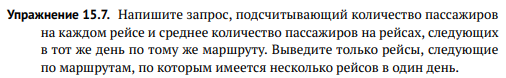 Упражнение 15.7. Напишите запрос, подсчитывающий количество пассажиров
на каждом рейсе и среднее количество пассажиров на рейсах, следующих
в тот же день по тому же маршруту. Выведите только рейсы, следующие
по маршрутам, по которым имеется несколько рейсов в один день.